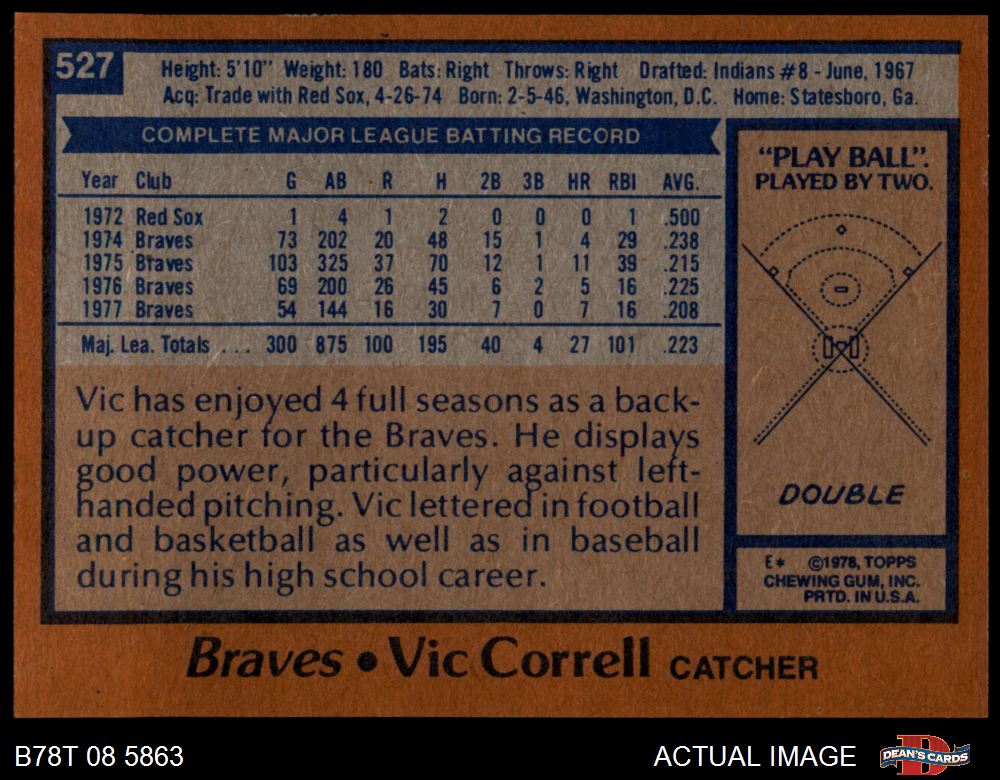 527
Height: 5'10" Weight: 180 Bats: Right Throws: Right Drafted: Indians #8 - June, 1967
Acq: Trade with Red Sox, 4-26-74 Born: 2-5-46, Washington, D.C. Home: Statesboro, Ga.
COMPLETE MAJOR LEAGUE BATTING RECORD
Year Club G AB R H 2B 3B HR RBI AVG.
1972 Red Sox 1 4 1 2 0 0 0 1 .500
1974 Braves 73 202 20 48 15 1 4 29 .238
1975 Braves 103 325 37 70 12 1 11 39 .215
1976 Braves 69 200 26 45 6 2 5 16 .225
1977 Braves 54 144 16 30 7 0 7 16 .208
Maj. Lea. Totals ... 300 875 100 195 40 4 27 101 .223
Vic has enjoyed 4 full seasons as a back-
up catcher for the Braves. He displays
good power, particularly against left-
handed pitching. Vic lettered in football
and basketball as well as in baseball
during his high school career.
"PLAY BALL".
PLAYED BY TWO.
DOUBLE
E* ©1978, TOPPS
CHEWING GUM, INC.
PRTD. IN U.S.A.
Braves • Vic Correll CATCHER
B78T 08 5863
ACTUAL IMAGE
D
DEAN'S CARDS